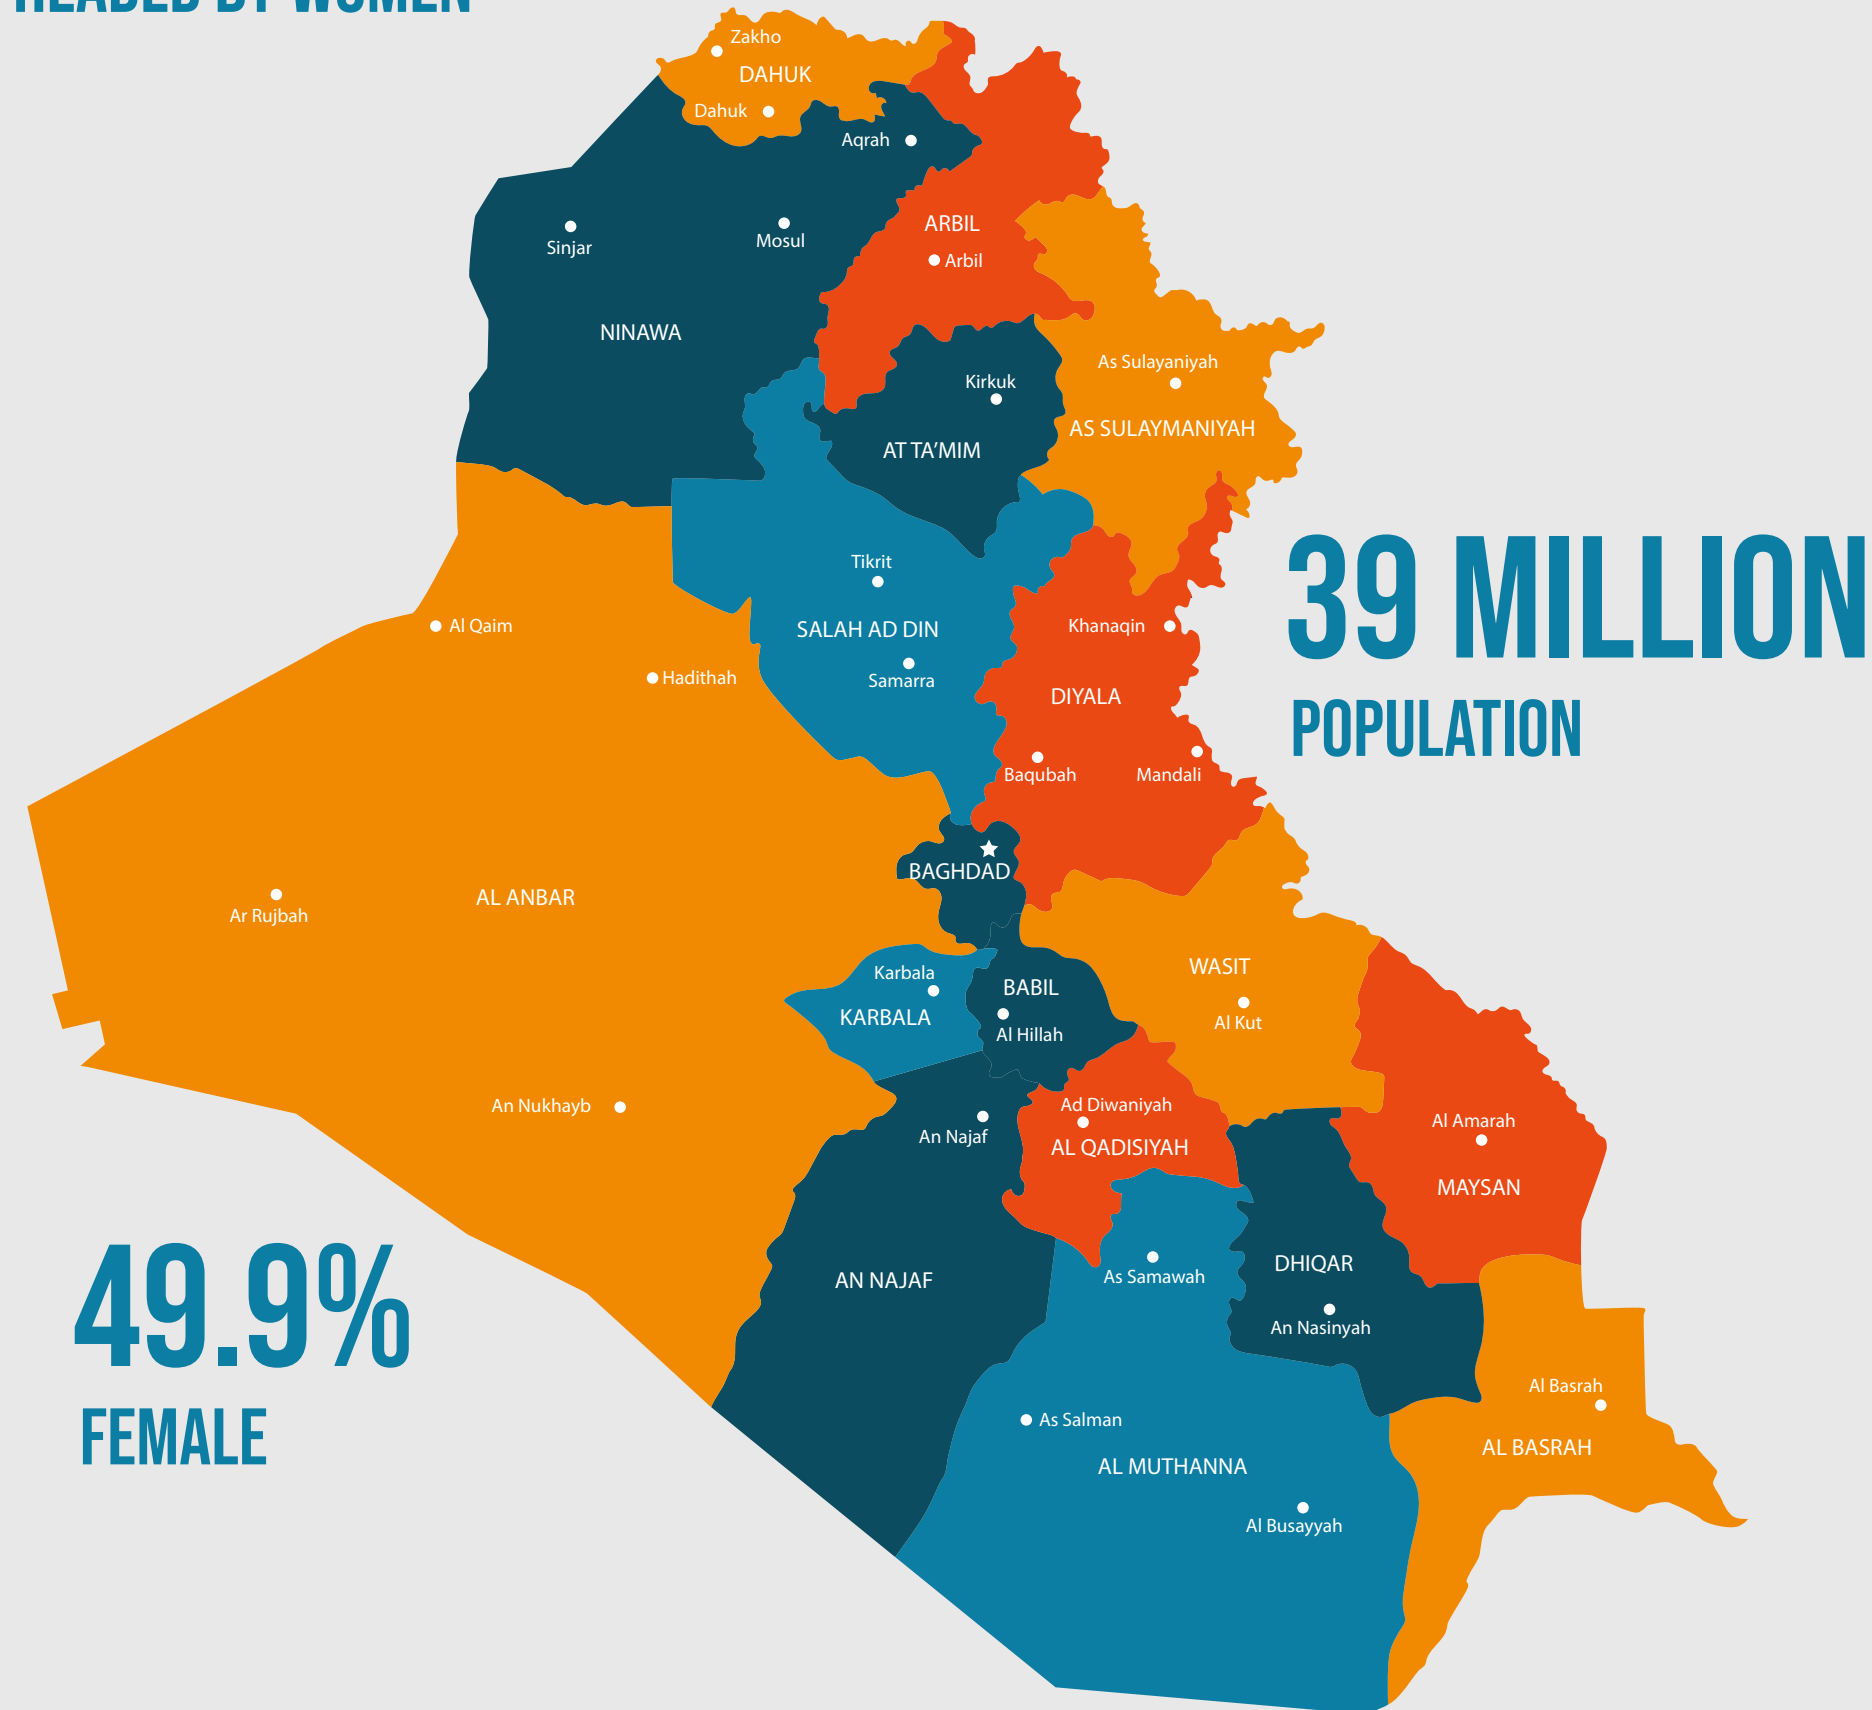 HEADED BY WOMEN
Zakho
DAHUK
Dahuk
Aqrah
Sinjar
Mosul
ARBIL
Arbil
NINAWA
As Sulayaniyah
Kirkuk
AS SULAYMANIYAH
AT TA'MIM
39 MILLION
POPULATION
Tikrit
SALAH AD DIN
Samarra
Al Qaim
Hadithah
Khanaqin
DIYALA
Baqubah
Mandali
BAGHDAD
AL ANBAR
Ar Rujbah
Karbala
KARBALA
BABIL
Al Hillah
WASIT
Al Kut
An Nukhayb
An Najaf
Ad Diwaniyah
AL QADISIYAH
Al Amarah
MAYSAN
49.9%
FEMALE
AN NAJAF
As Samawah
DHIQAR
An Nasinyah
Al Basrah
AL BASRAH
As Salman
AL MUTHANNA
Al Busayyah